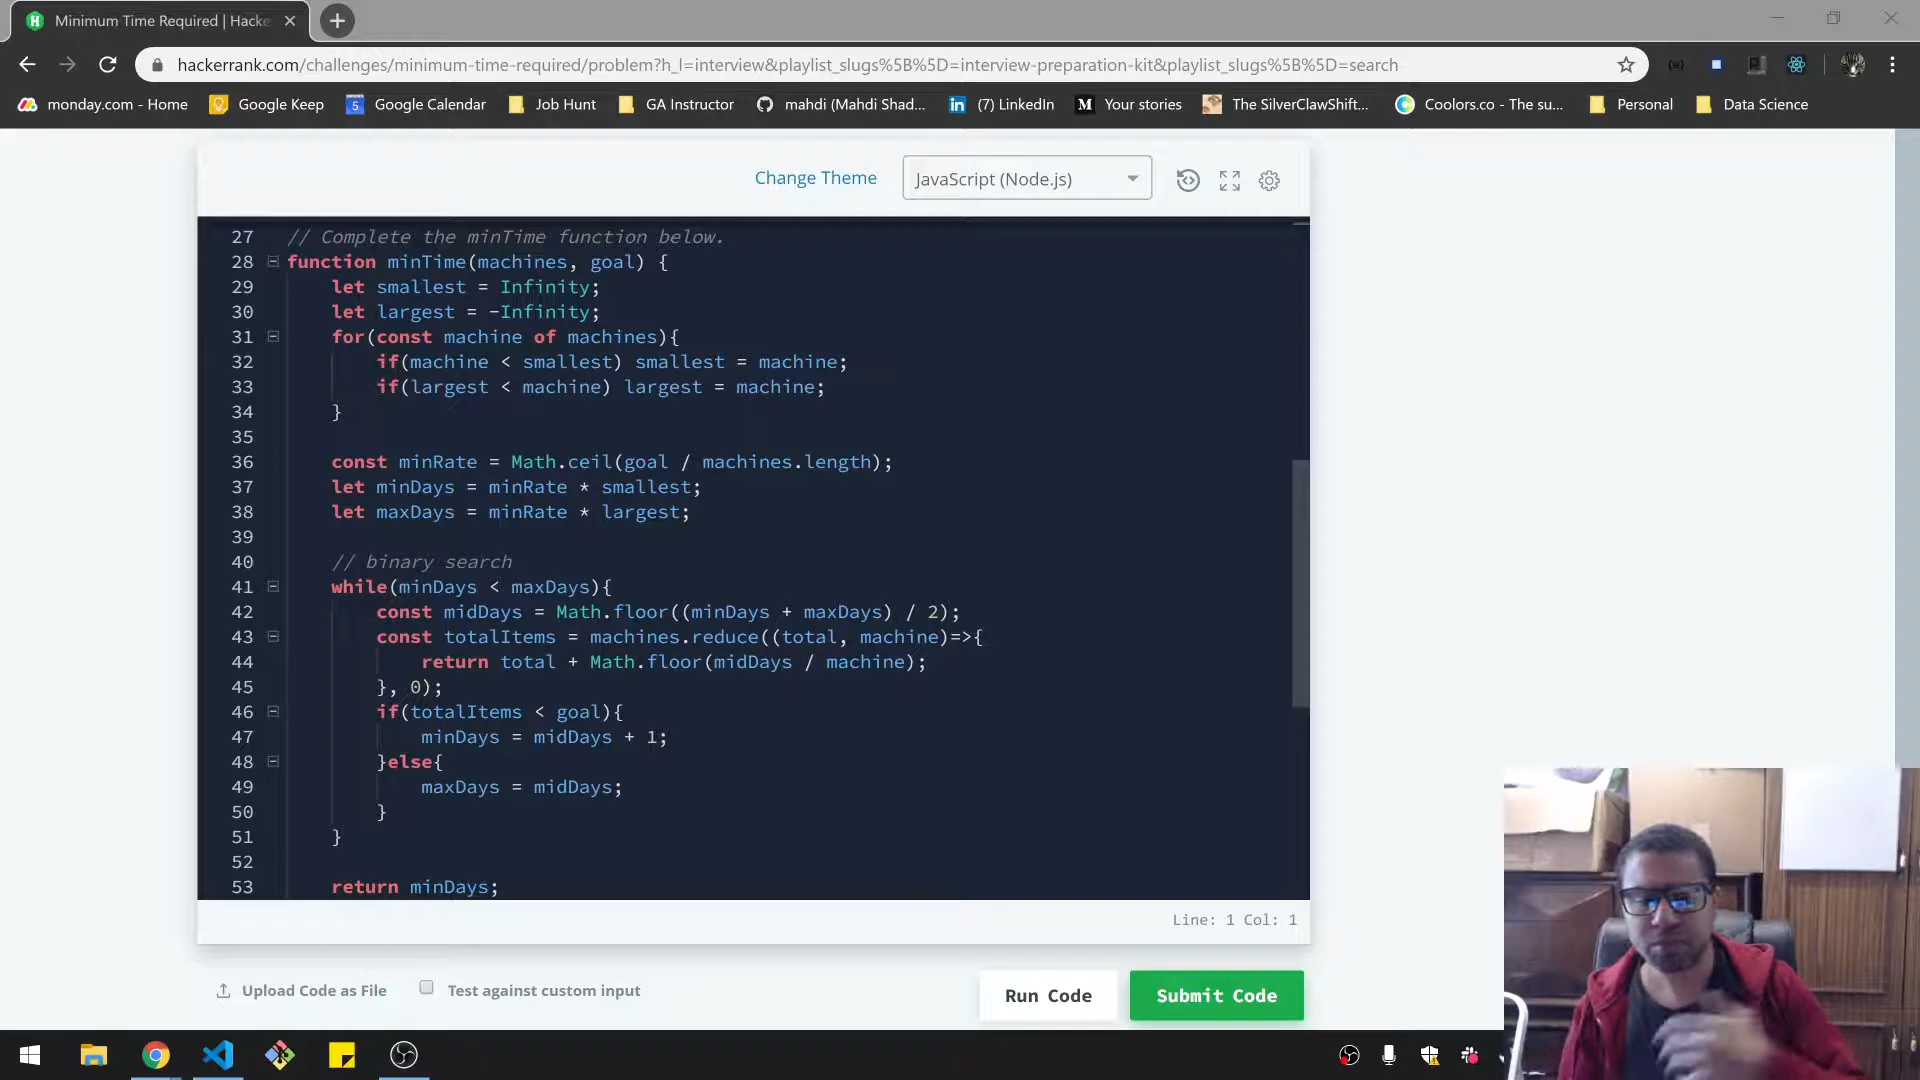 Minimum Time Required | Hacke
hackerrank.com/challenges/minimum-time-required/problem?h_l=interview&playlist_slugs%5B%5D=interview-preparation-kit&playlist_slugs%5B%5D=search
monday.com - Home
Google Keep
5 Google Calendar
Job Hunt
GA Instructor
mahdi (Mahdi Shad...
in (7) LinkedIn
M Your stories
The SilverClawShift...
Coolors.co - The su...
Personal
Data Science
Change Theme
JavaScript (Node.js)
27 // Complete the minTime function below.
28 function minTime(machines, goal) {
29 let smallest = Infinity;
30 let largest = -Infinity;
31 for(const machine of machines){
32 if(machine < smallest) smallest = machine;
33 if(largest < machine) largest = machine;
34 }
35
36 const minRate = Math.ceil(goal / machines.length);
37 let minDays = minRate * smallest;
38 let maxDays = minRate * largest;
39
40 // binary search
41 while(minDays < maxDays){
42 const midDays = Math.floor((minDays + maxDays) / 2);
43 const totalItems = machines.reduce((total, machine)=>{
44 return total + Math.floor(midDays / machine);
45 }, 0);
46 if(totalItems < goal){
47 minDays = midDays + 1;
48 }else{
49 maxDays = midDays;
50 }
51 }
52
53 return minDays;
Line: 1 Col: 1
Upload Code as File
Test against custom input
Run Code
Submit Code